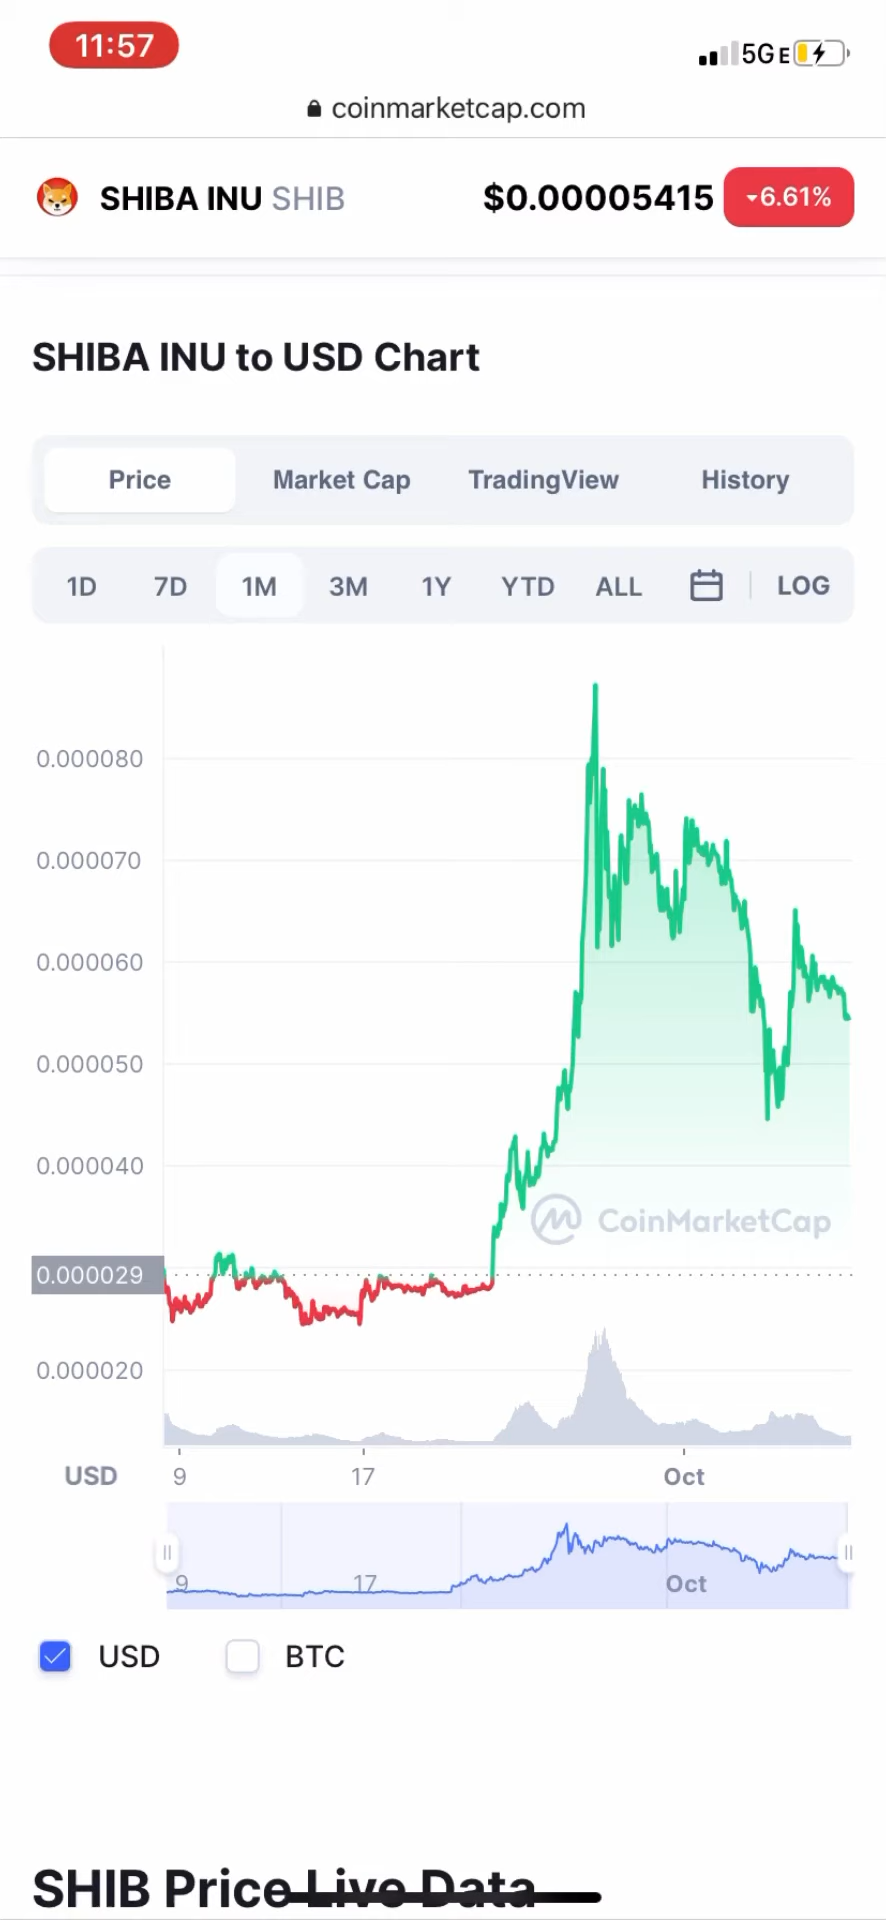 11:57 5G E
coinmarketcap.com
SHIBA INU SHIB $0.00005415 6.61%
SHIBA INU to USD Chart
Price Market Cap TradingView History
1D 7D 1M 3M 1Y YTD ALL LOG
0.000080
0.000070
0.000060
0.000050
0.000040
CoinMarketCap
0.000029
0.000020
USD 9 17 Oct
9 17 Oct
USD BTC
SHIB Price Live Data